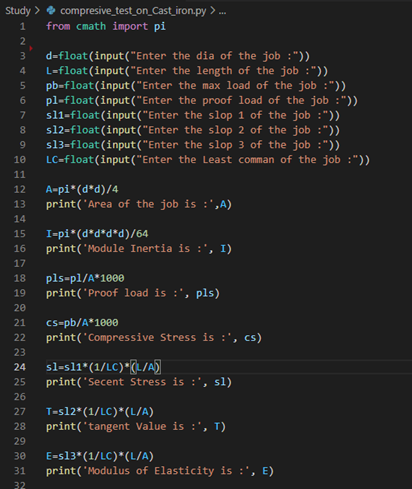 Study > compresive_test_on_Cast_iron.py > ...
1 from cmath import pi
2
3 d=float(input("Enter the dia of the job :"))
4 L=float(input("Enter the length of the job :"))
5 pb=float(input("Enter the max load of the job :"))
6 pl=float(input("Enter the proof load of the job :"))
7 sl1=float(input("Enter the slop 1 of the job :"))
8 sl2=float(input("Enter the slop 2 of the job :"))
9 sl3=float(input("Enter the slop 3 of the job :"))
10 LC=float(input("Enter the Least comman of the job :"))
11
12 A=pi*(d*d)/4
13 print('Area of the job is :',A)
14
15 I=pi*(d*d*d*d)/64
16 print('Module Inertia is :', I)
17
18 pls=pl/A*1000
19 print('Proof load is :', pls)
20
21 cs=pb/A*1000
22 print('Compressive Stress is :', cs)
23
24 sl=sl1*(1/LC)*(L/A)
25 print('Secent Stress is :', sl)
26
27 T=sl2*(1/LC)*(L/A)
28 print('tangent Value is :', T)
29
30 E=sl3*(1/LC)*(L/A)
31 print('Modulus of Elasticity is :', E)
32